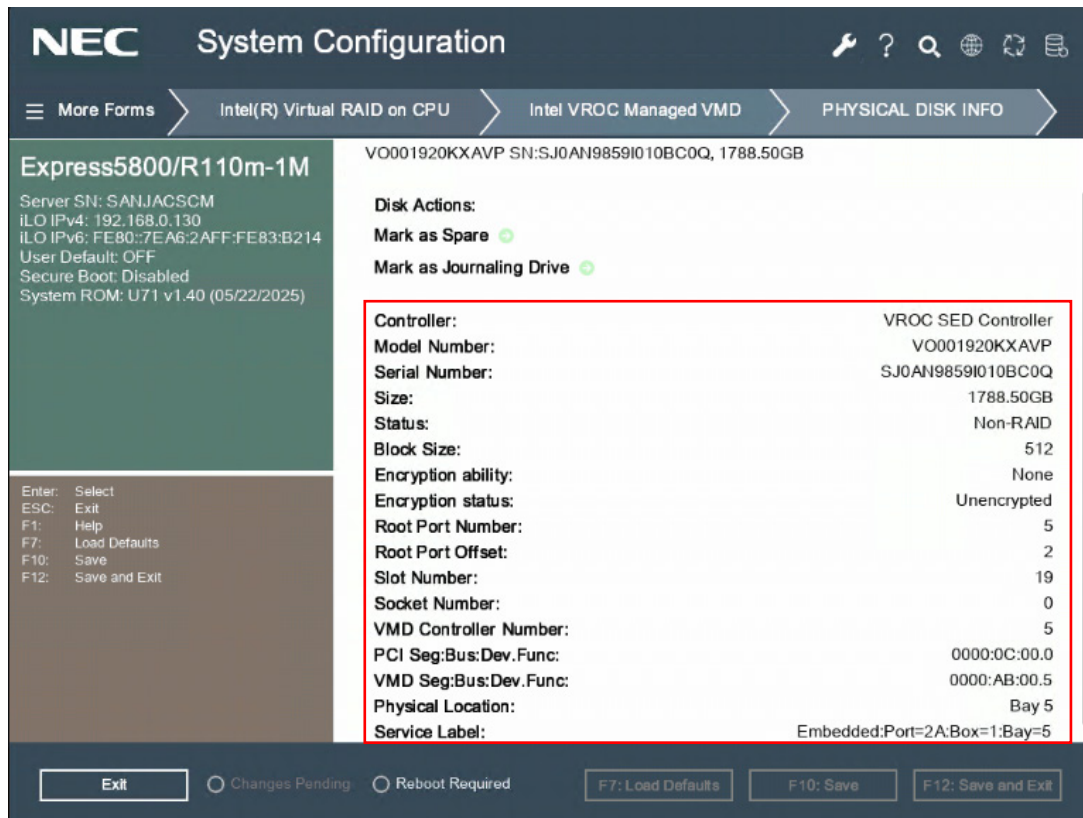 NEC System Configuration
More Forms Intel(R) Virtual RAID on CPU Intel VROC Managed VMD PHYSICAL DISK INFO
Express5800/R110m-1M
Server SN: SANJACSCM
iLO IPv4: 192.168.0.130
iLO IPv6: FE80::7EA6:2AFF:FE83:B214
User Default: OFF
Secure Boot: Disabled
System ROM: U71 v1.40 (05/22/2025)
Enter: Select
ESC: Exit
F1: Help
F7: Load Defaults
F10: Save
F12: Save and Exit
VO001920KXAVP SN:SJ0AN9859I010BC0Q, 1788.50GB
Disk Actions:
Mark as Spare
Mark as Journaling Drive
Controller: VROC SED Controller
Model Number: VO001920KXAVP
Serial Number: SJ0AN9859I010BC0Q
Size: 1788.50GB
Status: Non-RAID
Block Size: 512
Encryption ability: None
Encryption status: Unencrypted
Root Port Number: 5
Root Port Offset: 2
Slot Number: 19
Socket Number: 0
VMD Controller Number: 5
PCI Seg:Bus:Dev.Func: 0000:0C:00.0
VMD Seg:Bus:Dev.Func: 0000:AB:00.5
Physical Location: Bay 5
Service Label: Embedded:Port=2A:Box=1:Bay=5
Exit Changes Pending Reboot Required F7: Load Defaults F10: Save F12: Save and Exit